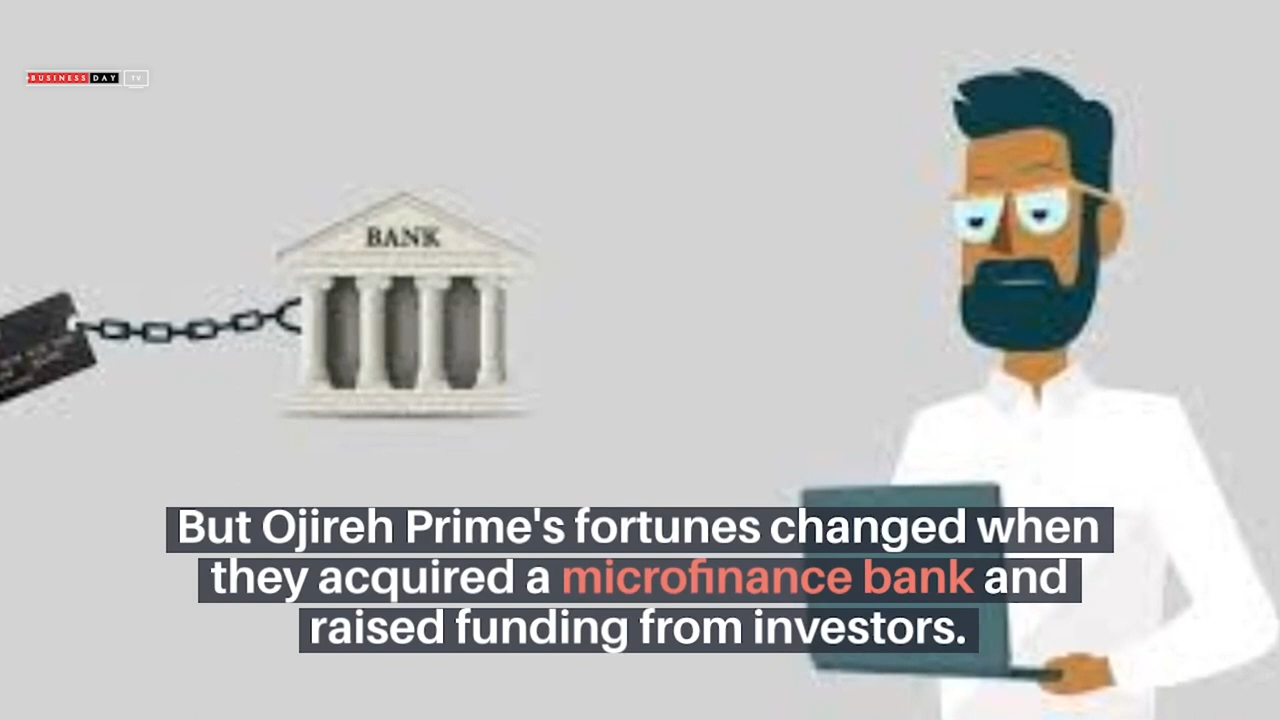 BUSINESS DAY TV
BANK
But Ojireh Prime's fortunes changed when
they acquired a microfinance bank and
raised funding from investors.